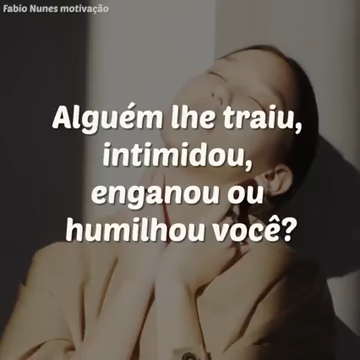 Fabio Nunes motivação
Alguém lhe traiu,
intimidou,
enganou ou
humilhou você?